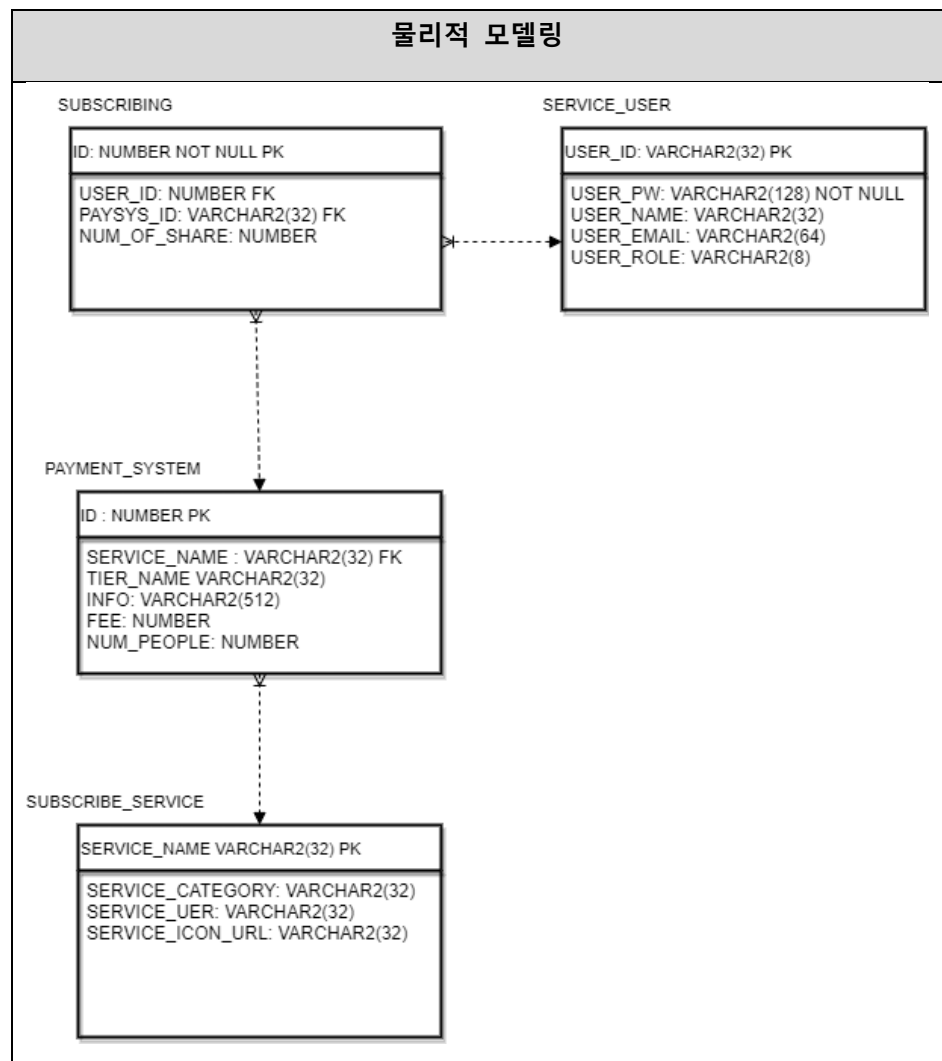 물리적 모델링
SUBSCRIBING
ID: NUMBER NOT NULL PK
USER_ID: NUMBER FK
PAYSYS_ID: VARCHAR2(32) FK
NUM_OF_SHARE: NUMBER
SERVICE_USER
USER_ID: VARCHAR2(32) PK
USER_PW: VARCHAR2(128) NOT NULL
USER_NAME: VARCHAR2(32)
USER_EMAIL: VARCHAR2(64)
USER_ROLE: VARCHAR2(8)
PAYMENT_SYSTEM
ID : NUMBER PK
SERVICE_NAME : VARCHAR2(32) FK
TIER_NAME VARCHAR2(32)
INFO: VARCHAR2(512)
FEE: NUMBER
NUM_PEOPLE: NUMBER
SUBSCRIBE_SERVICE
SERVICE_NAME VARCHAR2(32) PK
SERVICE_CATEGORY: VARCHAR2(32)
SERVICE_UER: VARCHAR2(32)
SERVICE_ICON_URL: VARCHAR2(32)